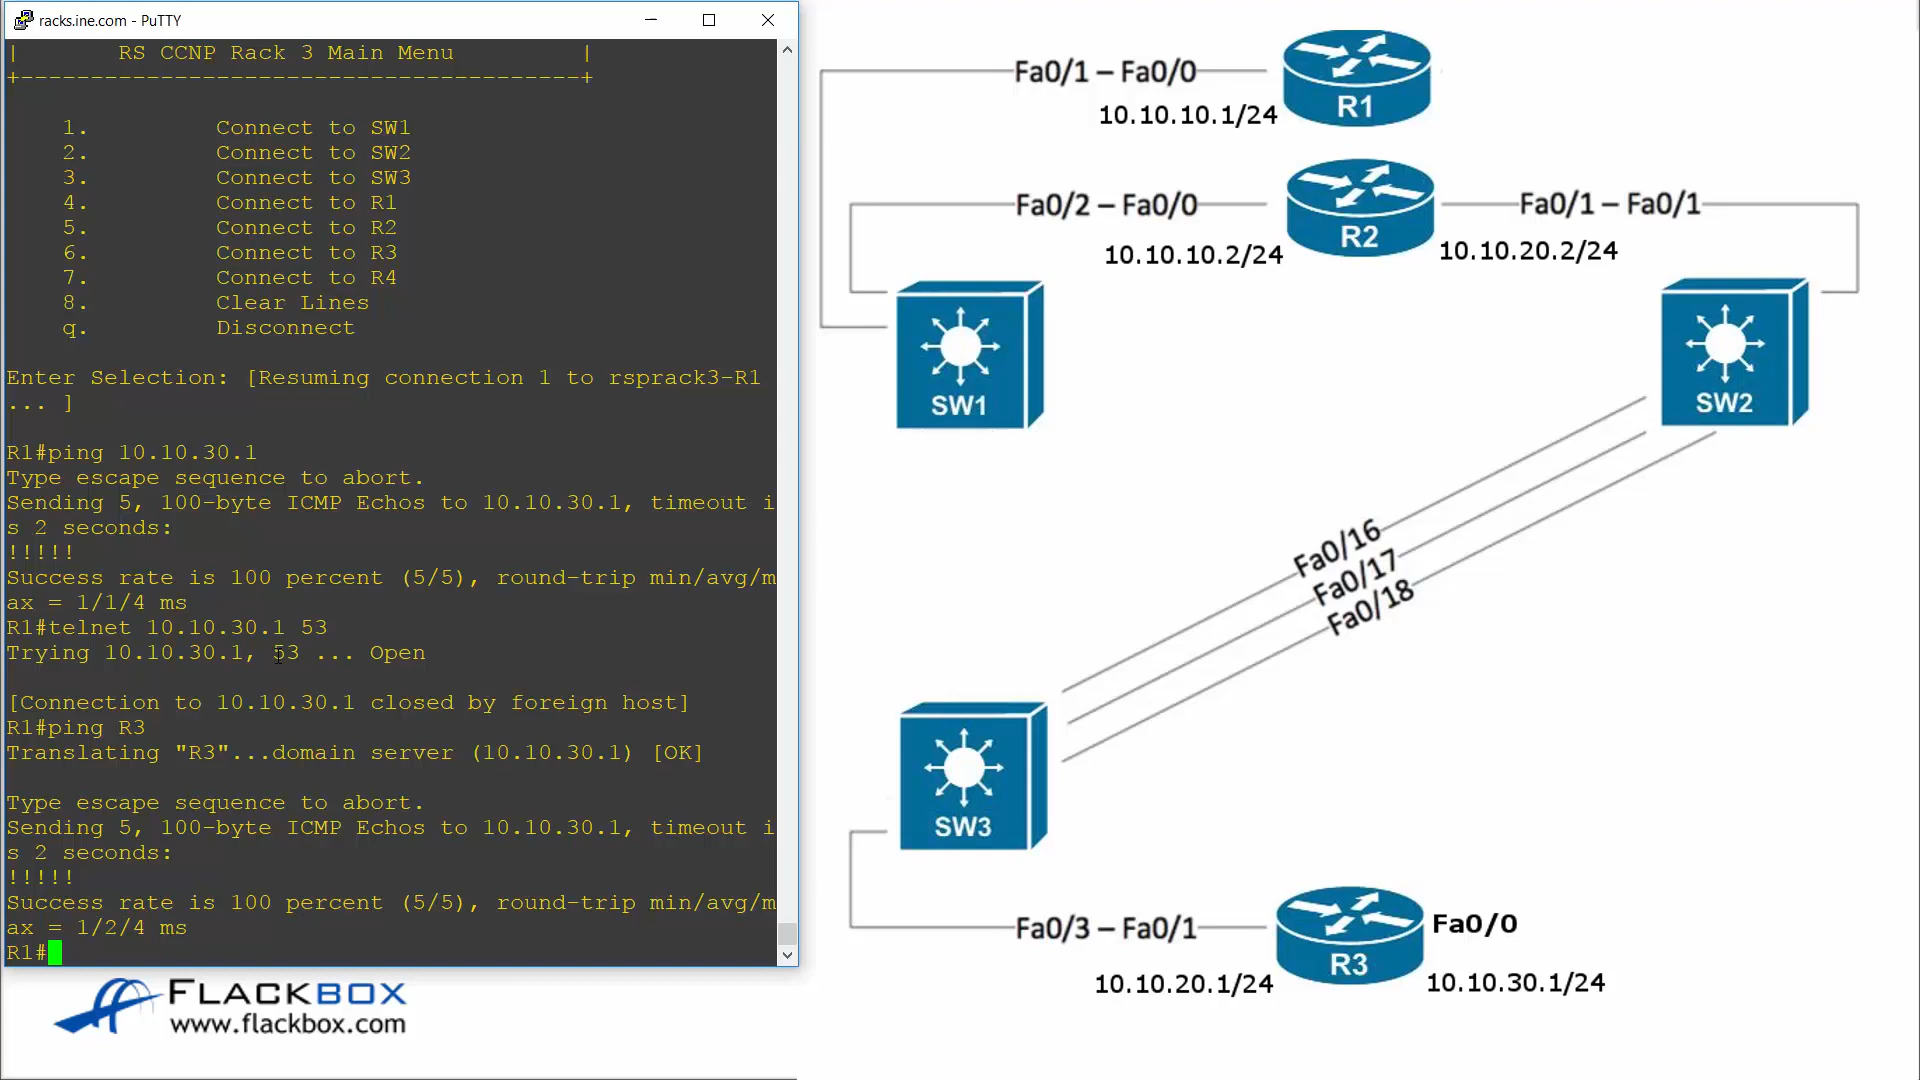 racks.ine.com - PuTTY
|       RS CCNP Rack 3 Main Menu         |
+----------------------------------------+
1.         Connect to SW1
2.         Connect to SW2
3.         Connect to SW3
4.         Connect to R1
5.         Connect to R2
6.         Connect to R3
7.         Connect to R4
8.         Clear Lines
q.         Disconnect
Enter Selection: [Resuming connection 1 to rsprack3-R1
... ]
R1#ping 10.10.30.1
Type escape sequence to abort.
Sending 5, 100-byte ICMP Echos to 10.10.30.1, timeout i
s 2 seconds:
!!!!!
Success rate is 100 percent (5/5), round-trip min/avg/m
ax = 1/1/4 ms
R1#telnet 10.10.30.1 53
Trying 10.10.30.1, 53 ... Open
[Connection to 10.10.30.1 closed by foreign host]
R1#ping R3
Translating "R3"...domain server (10.10.30.1) [OK]
Type escape sequence to abort.
Sending 5, 100-byte ICMP Echos to 10.10.30.1, timeout i
s 2 seconds:
!!!!!
Success rate is 100 percent (5/5), round-trip min/avg/m
ax = 1/2/4 ms
R1#
FLACKBOX
www.flackbox.com
Fa0/1 – Fa0/0
R1
10.10.10.1/24
Fa0/2 – Fa0/0
R2
Fa0/1 – Fa0/1
10.10.10.2/24
10.10.20.2/24
SW1
SW2
Fa0/16
Fa0/17
Fa0/18
SW3
Fa0/3 – Fa0/1
R3
Fa0/0
10.10.20.1/24
10.10.30.1/24